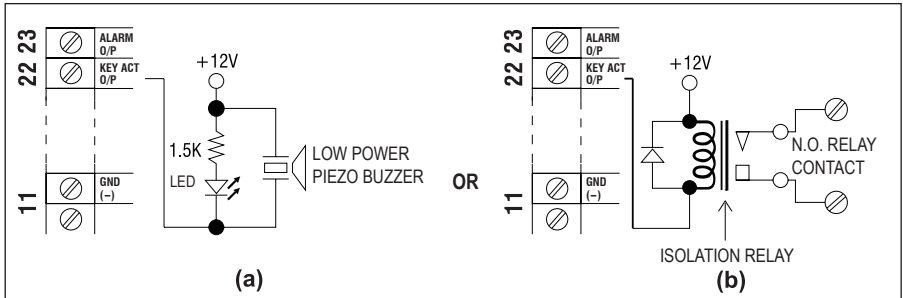 23
ALARM
O/P
22
KEY ACT
O/P
+12V
1.5K
LED
LOW POWER
PIEZO BUZZER
11
GND
(–)
(a)
OR
23
ALARM
O/P
22
KEY ACT
O/P
+12V
N.O. RELAY
CONTACT
11
GND
(–)
ISOLATION RELAY
(b)